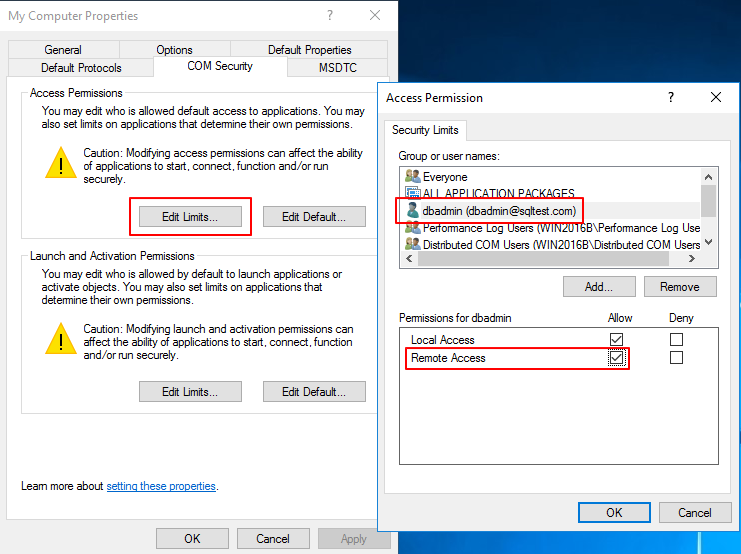 My Computer Properties
General
Options
Default Properties
Default Protocols
COM Security
MSDTC
Access Permissions
You may edit who is allowed default access to applications. You may
also set limits on applications that determine their own permissions.
Caution: Modifying access permissions can affect the ability
of applications to start, connect, function and/or run
securely.
Edit Limits...
Edit Default...
Launch and Activation Permissions
You may edit who is allowed by default to launch applications or
activate objects. You may also set limits on applications that
determine their own permissions.
Caution: Modifying launch and activation permissions can
affect the ability of applications to start, connect, function
and/or run securely.
Edit Limits...
Edit Default...
Learn more about setting these properties.
OK
Cancel
Apply
Access Permission
Security Limits
Group or user names:
Everyone
ALL APPLICATION PACKAGES
dbadmin (dbadmin@sqltest.com)
Performance Log Users (WIN2016B\Performance Log User
Distributed COM Users (WIN2016B\Distributed COM Users
Add...
Remove
Permissions for dbadmin
Allow
Deny
Local Access
Remote Access
OK
Cancel